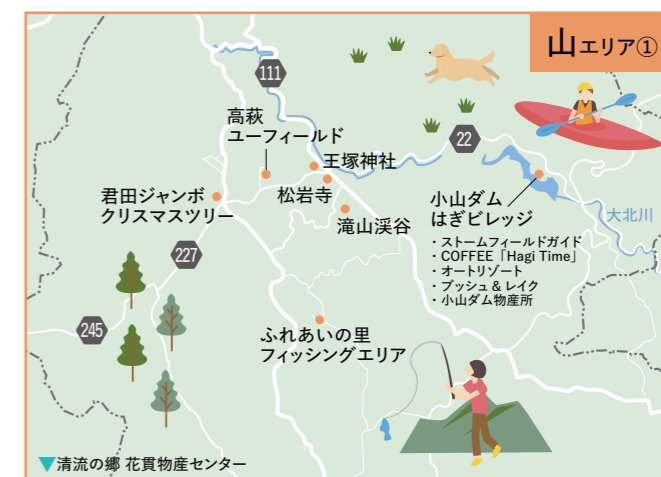 山エリア①
111
高萩
ユーフィールド
22
王塚神社
松岩寺
君田ジャンボ
クリスマスツリー
滝山渓谷
小山ダム
はぎビレッジ
・ストームフィールドガイド
・COFFEE「Hagi Time」
・オートリゾート
・ブッシュ&レイク
・小山ダム物産所
大北川
227
245
ふれあいの里
フィッシングエリア
▼清流の郷 花貫物産センター